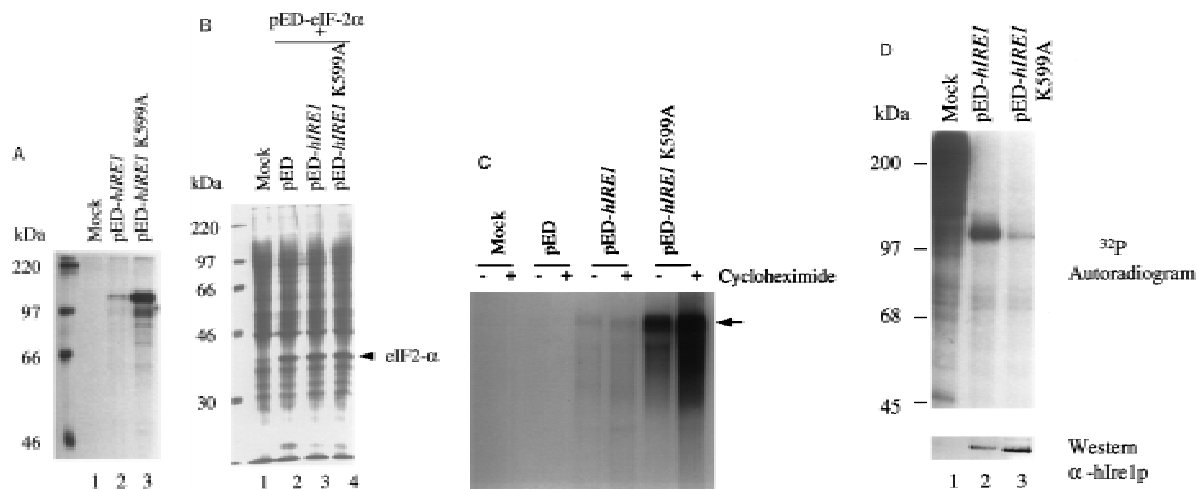 A
kDa
Mock
pED-hIRE1
pED-hIRE1 K599A
220
97
66
46
1 2 3
B
pED-eIF-2α
+
kDa
Mock
pED
pED-hIRE1
pED-hIRE1 K599A
220
97
66
46
30
eIF2-α
1 2 3 4
C
Mock
pED
pED-hIRE1
pED-hIRE1 K599A
- + - + - + - + Cycloheximide
D
kDa
Mock
pED-hIRE1
pED-hIRE1
K599A
200
97
68
45
32P
Autoradiogram
Western
α-hIre1p
1 2 3